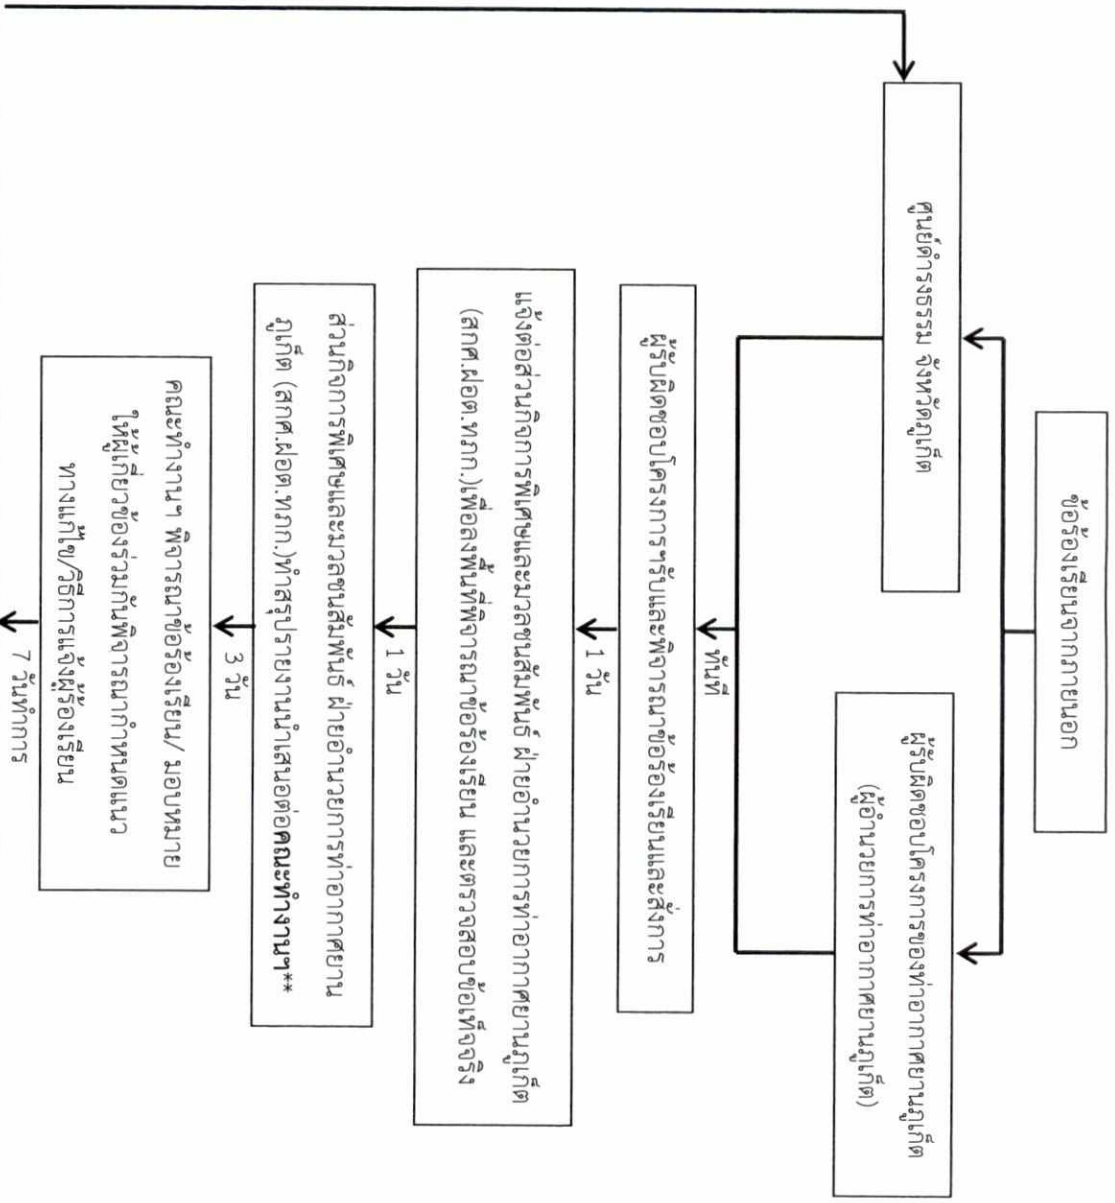 ข้อร้องเรียนจากภายนอก
ศูนย์ดำรงธรรม จังหวัดภูเก็ต
ผู้รับผิดชอบโครงการของท่าอากาศยานภูเก็ต
(ผู้อำนวยการท่าอากาศยานภูเก็ต)
ทันที
ผู้รับผิดชอบโครงการฯรับและพิจารณาข้อร้องเรียนและสั่งการ
1 วัน
แจ้งต่อส่วนกิจการพิเศษและมวลชนสัมพันธ์ ฝ่ายอำนวยการท่าอากาศยานภูเก็ต
(สกศ.ฝอต.ทภก.)เพื่อลงพื้นที่พิจารณาข้อร้องเรียน และตรวจสอบข้อเท็จจริง
1 วัน
ส่วนกิจการพิเศษและมวลชนสัมพันธ์ ฝ่ายอำนวยการท่าอากาศยาน
ภูเก็ต (สกศ.ฝอต.ทภก.)ทำสรุปรายงานนำเสนอต่อคณะทำงานฯ**
3 วัน
คณะทำงานฯ พิจารณาข้อร้องเรียน/ มอบหมาย
ให้ผู้เกี่ยวข้องร่วมกันพิจารณากำหนดแนว
ทางแก้ไข/วิธีการแจ้งผู้ร้องเรียน
7 วันทำการ